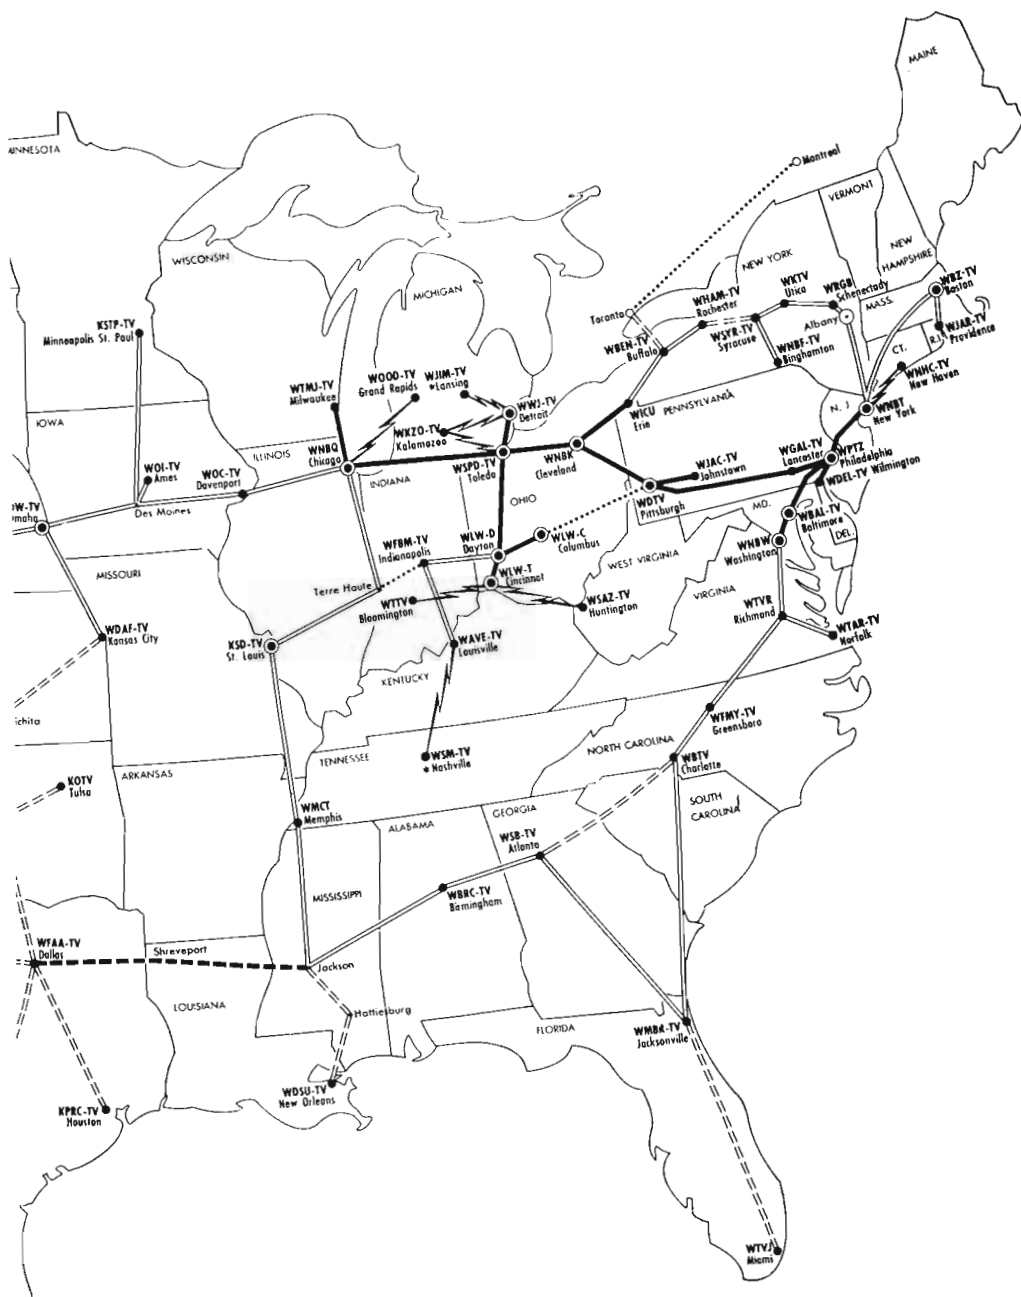 MAINE
MINNESOTA
Montreal
VERMONT
NEW
HAMPSHIRE
WISCONSIN
NEW YORK
MICHIGAN
WKTV
Utica
WRGB
Schenectady
WBZ-TV
Boston
WHAM-TV
Rochester
MASS.
Toronto
Albany
KSTP-TV
Minneapolis St. Paul
WSYR-TV
Syracuse
WJAR-TV
Providence
R.I.
WBEN-TV
Buffalo
WNBF-TV
Binghamton
CT.
WNHC-TV
New Haven
WOOD-TV
Grand Rapids
WJIM-TV
*Lansing
WTMJ-TV
Milwaukee
PENNSYLVANIA
N. J.
WNBT
New York
WICU
Erie
WWJ-TV
Detroit
IOWA
WKZO-TV
Kalamazoo
WNBQ
Chicago
ILLINOIS
WNBK
Cleveland
WGAL-TV
Lancaster
WPTZ
Philadelphia
WOI-TV
Ames
WOC-TV
Davenport
WSPD-TV
Toledo
WJAC-TV
Johnstown
WDEL-TV Wilmington
INDIANA
OHIO
WDTV
Pittsburgh
MD.
OW-TV
maha
Des Moines
WBAL-TV
Baltimore
DEL.
WFBM-TV
Indianapolis
WLW-D
Dayton
WLW-C
Columbus
WNBW
Washington
WEST VIRGINIA
MISSOURI
WLW-T
Cincinnat
Terre Haute
WTTV
Bloomington
WSAZ-TV
Huntington
VIRGINIA
WTVR
Richmond
WDAF-TV
Kansas City
WTAR-TV
Norfolk
KSD-TV
St. Louis
WAVE-TV
Louisville
KENTUCKY
ichita
WFMY-TV
Greensboro
TENNESSEE
WSM-TV
* Nashville
NORTH CAROLINA
WBTV
Charlotte
ARKANSAS
KOTV
Tulsa
SOUTH
CAROLINA
WMCT
Memphis
ALABAMA
GEORGIA
WSB-TV
Atlanta
MISSISSIPPI
WBRC-TV
Birmingham
WFAA-TV
Dallas
Shreveport
Jackson
LOUISIANA
Hattiesburg
FLORIDA
WMBR-TV
Jacksonville
WDSU-TV
New Orleans
KPRC-TV
Houston
WTVJ
Miami